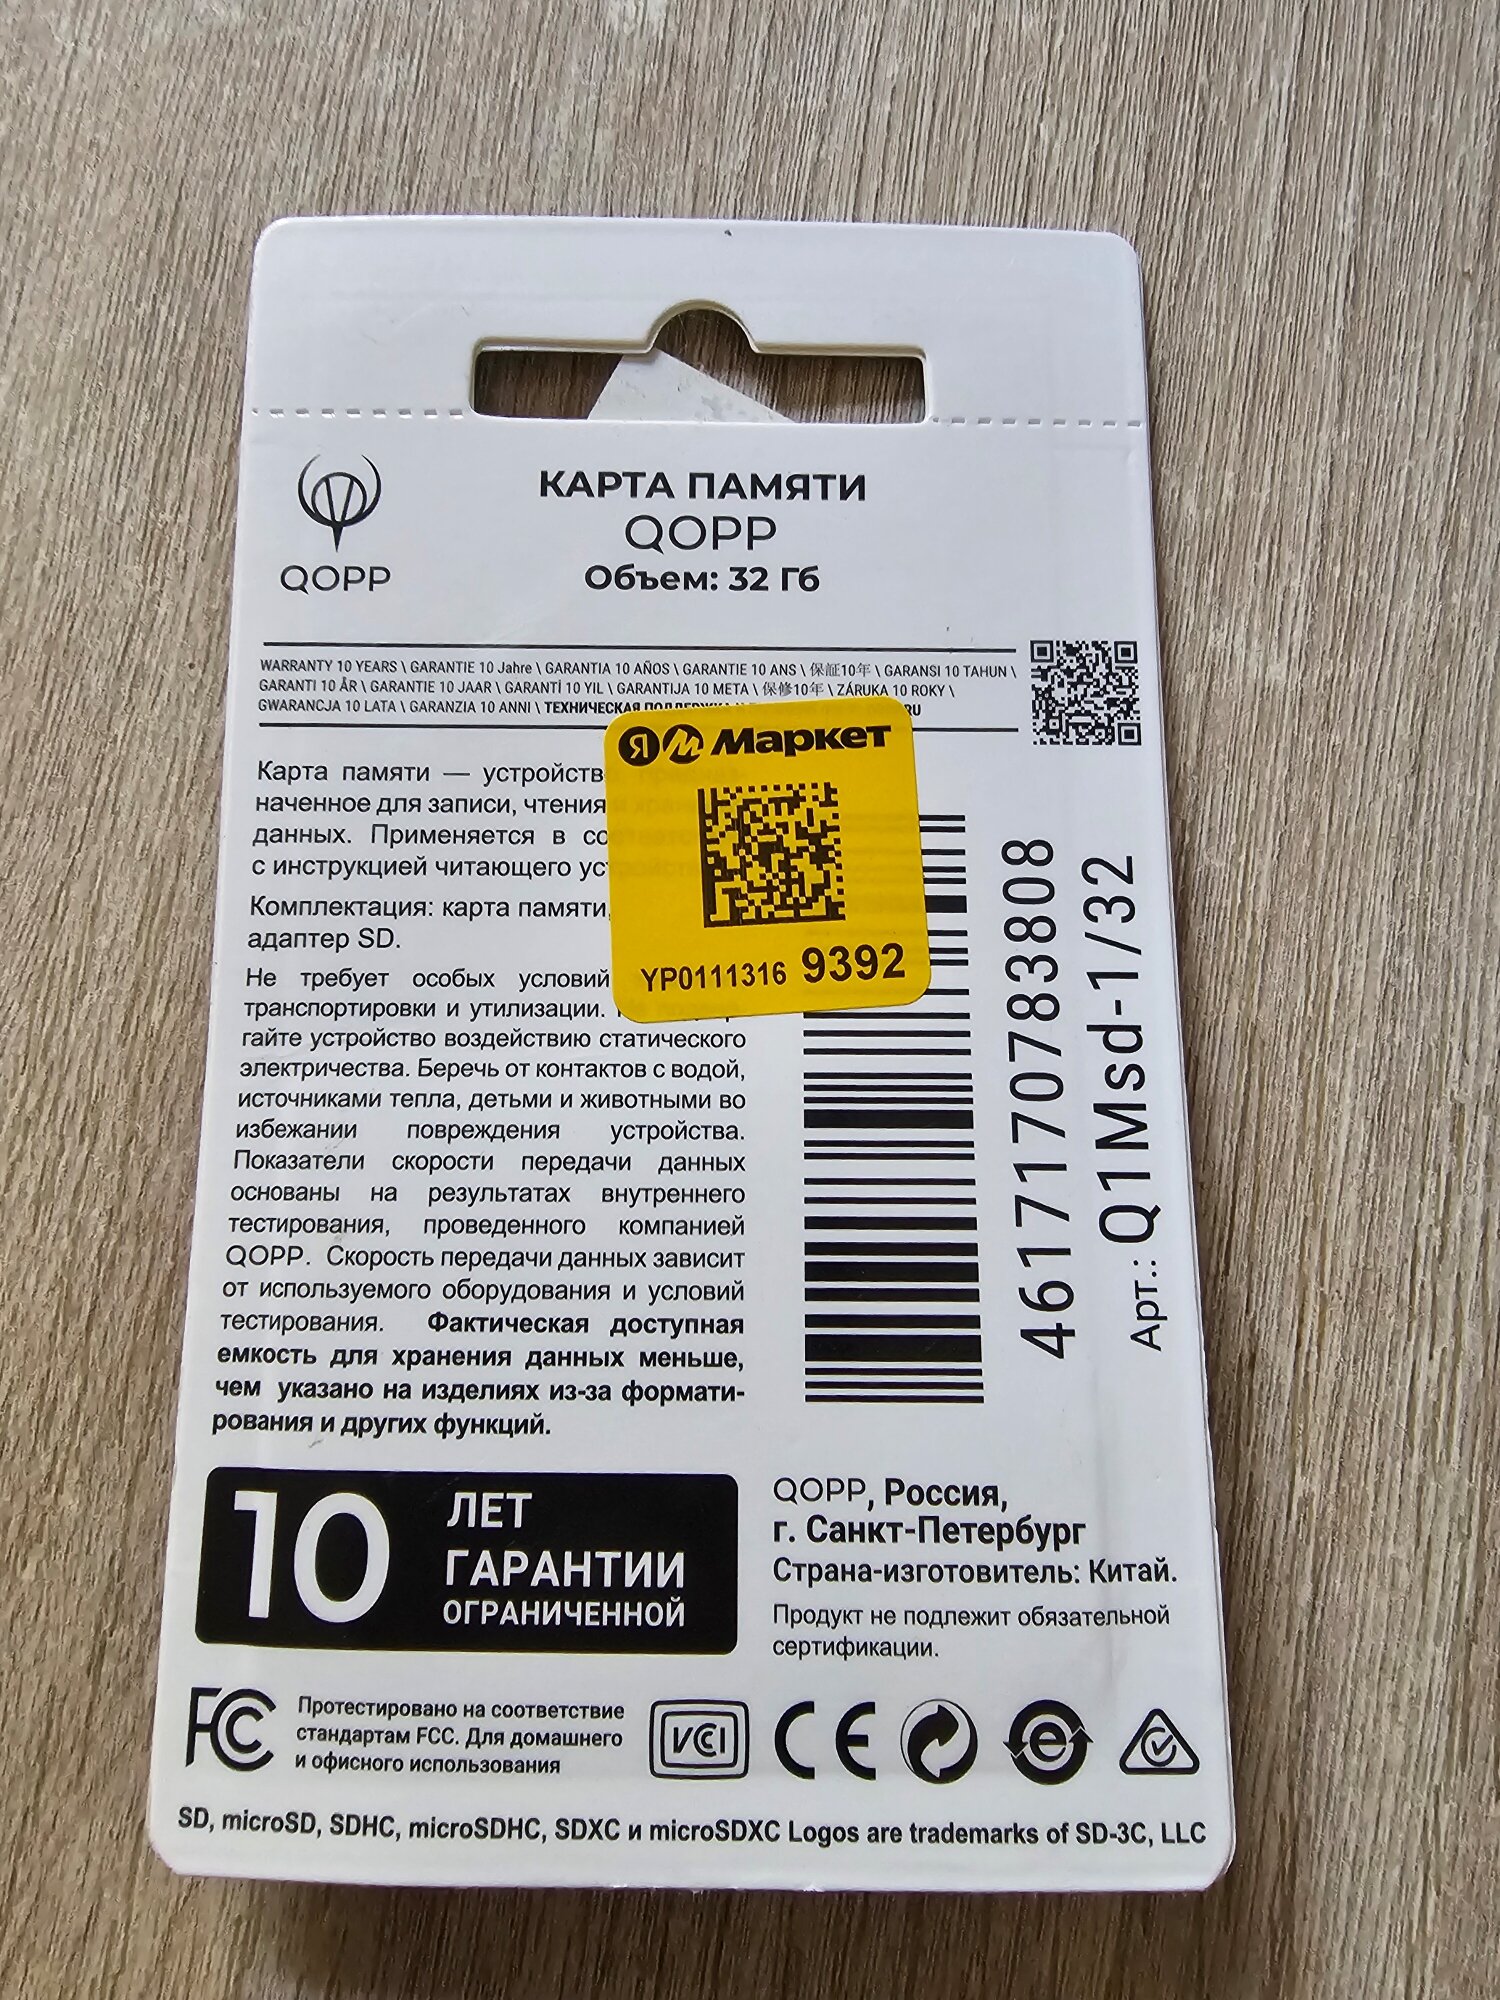 КАРТА ПАМЯТИ
QOPP
Объем: 32 Гб
QOPP
WARRANTY 10 YEARS \ GARANTIE 10 Jahre \ GARANTIA 10 AÑOS \ GARANTIE 10 ANS \ 保証10年 \ GARANSI 10 TAHUN \
GARANTI 10 ÅR \ GARANTIE 10 JAAR \ GARANTİ 10 YIL \ GARANTIJA 10 META \ 保修10年 \ ZÁRUKA 10 ROKY \
GWARANCJA 10 LATA \ GARANZIA 10 ANNI \ ТЕХНИЧЕСКАЯ ПОДДЕРЖКА RU
Карта памяти — устройств
наченное для записи, чтения
данных. Применяется в со
с инструкцией читающего ус
Комплектация: карта памяти,
адаптер SD.
Не требует особых условий
транспортировки и утилизации.
гайте устройство воздействию статического
электричества. Беречь от контактов с водой,
источниками тепла, детьми и животными во
избежании повреждения устройства.
Показатели скорости передачи данных
основаны на результатах внутреннего
тестирования, проведенного компанией
QOPP. Скорость передачи данных зависит
от используемого оборудования и условий
тестирования. Фактическая доступная
емкость для хранения данных меньше,
чем указано на изделиях из-за формати-
рования и других функций.
Я М Маркет
YP0111316 9392
4617170783808
Арт.: Q1Msd-1/32
10 ЛЕТ
ГАРАНТИИ
ОГРАНИЧЕННОЙ
QOPP, Россия,
г. Санкт-Петербург
Страна-изготовитель: Китай.
Продукт не подлежит обязательной
сертификации.
FC Протестировано на соответствие
стандартам FCC. Для домашнего
и офисного использования
VCCI CE
SD, microSD, SDHC, microSDHC, SDXC и microSDXC Logos are trademarks of SD-3C, LLC